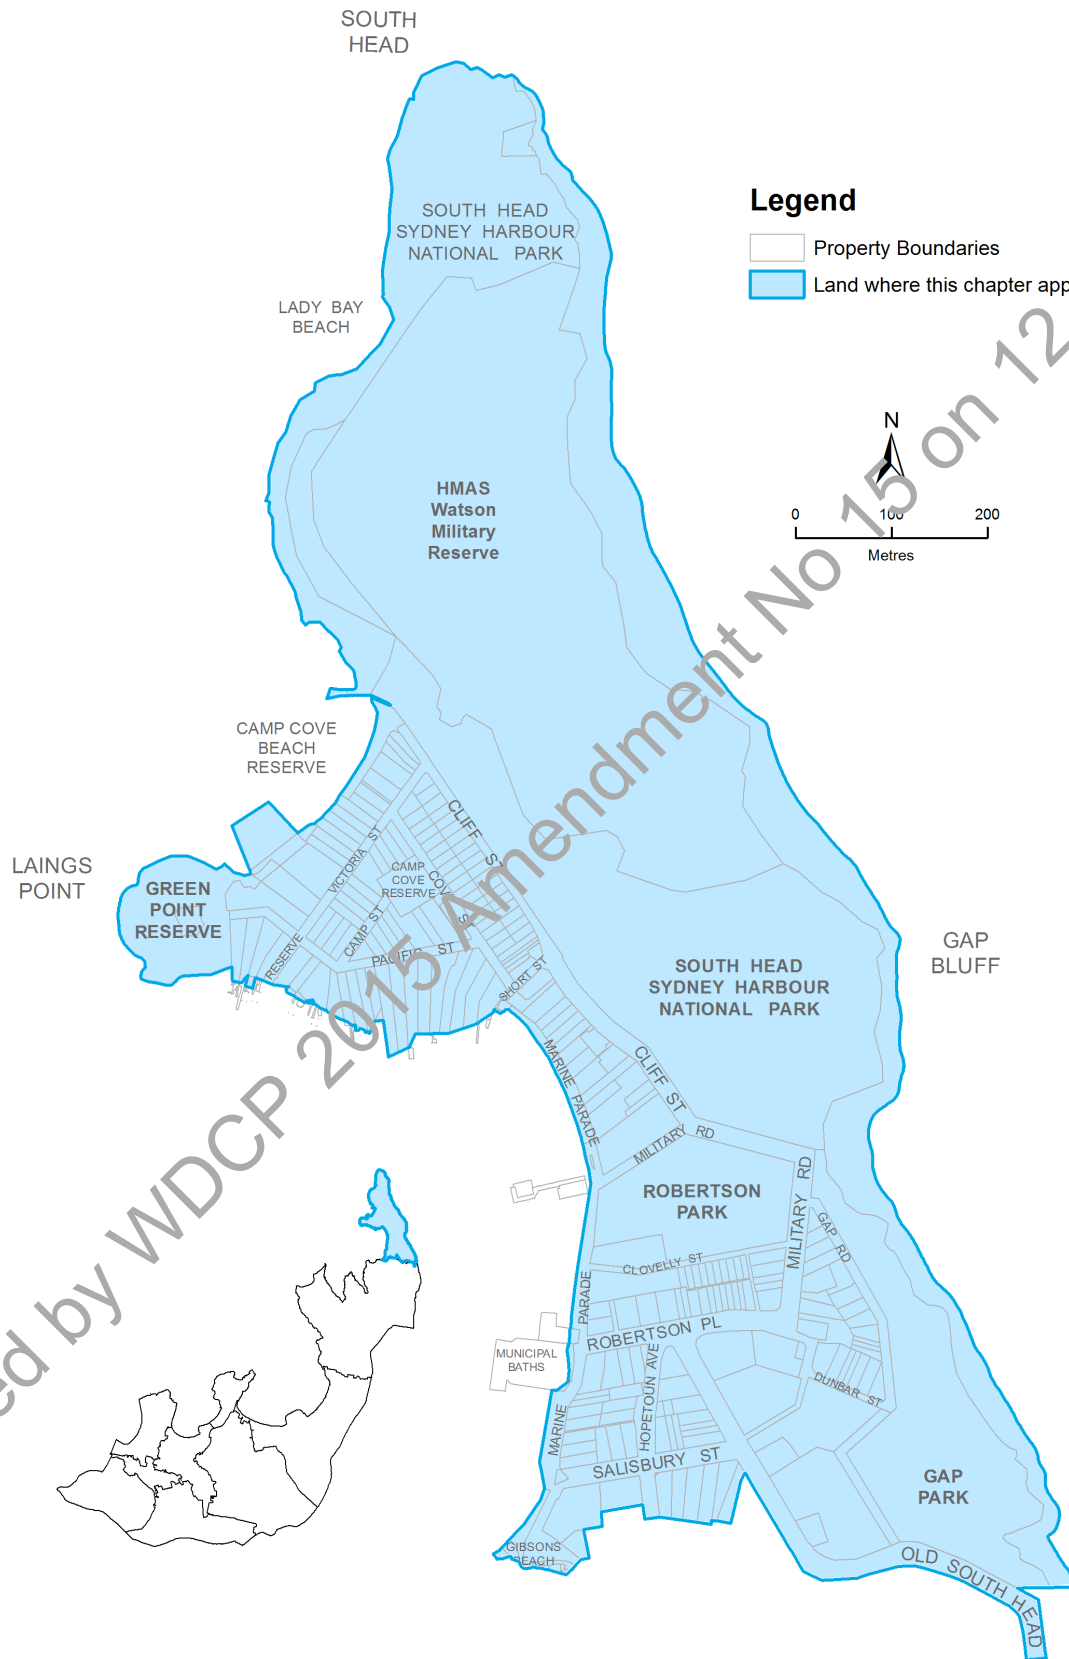 SOUTH
HEAD
SOUTH HEAD
SYDNEY HARBOUR
NATIONAL PARK
Legend
Property Boundaries
Land where this chapter app
LADY BAY
BEACH
N
0 100 200
Metres
HMAS
Watson
Military
Reserve
CAMP COVE
BEACH
RESERVE
CLIFF ST
VICTORIA ST
CAMP
COVE
RESERVE
COVE ST
CAMP ST
PACIFIC ST
RESERVE
SHORT ST
LAINGS
POINT
GREEN
POINT
RESERVE
GAP
BLUFF
SOUTH HEAD
SYDNEY HARBOUR
NATIONAL PARK
MARINE PARADE
CLIFF ST
MILITARY RD
ROBERTSON
PARK
MILITARY RD
GAP RD
CLOVELLY ST
PARADE
ROBERTSON PL
MUNICIPAL
BATHS
HOPETOUN AVE
DUNBAR ST
MARINE
SALISBURY ST
GAP
PARK
GIBSONS
BEACH
OLD SOUTH HEAD
ed by WDCP 2015 Amendment No 15 on 12